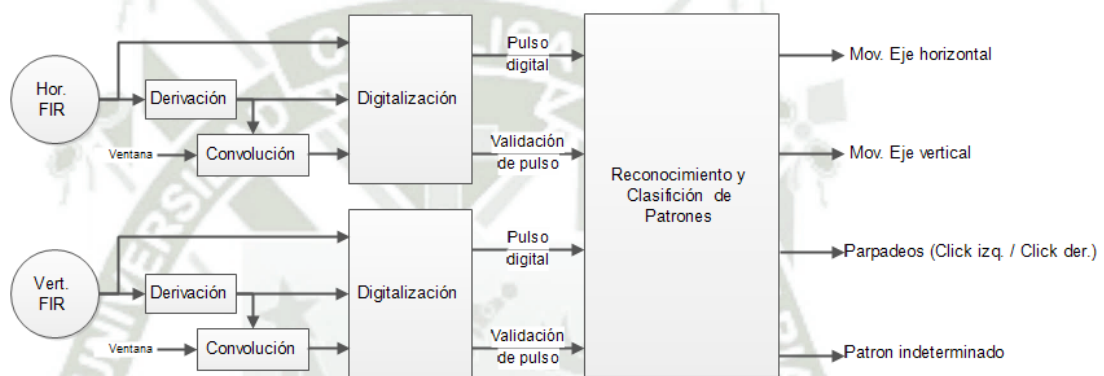 Hor.
FIR
Derivación
Ventana
Convolución
Digitalización
Pulso
digital
Validación
de pulso
Vert.
FIR
Derivación
Ventana
Convolución
Digitalización
Pulso
digital
Validación
de pulso
Reconocimiento y
Clasifición de
Patrones
Mov. Eje horizontal
Mov. Eje vertical
Parpadeos (Click izq. / Click der.)
Patron indeterminado